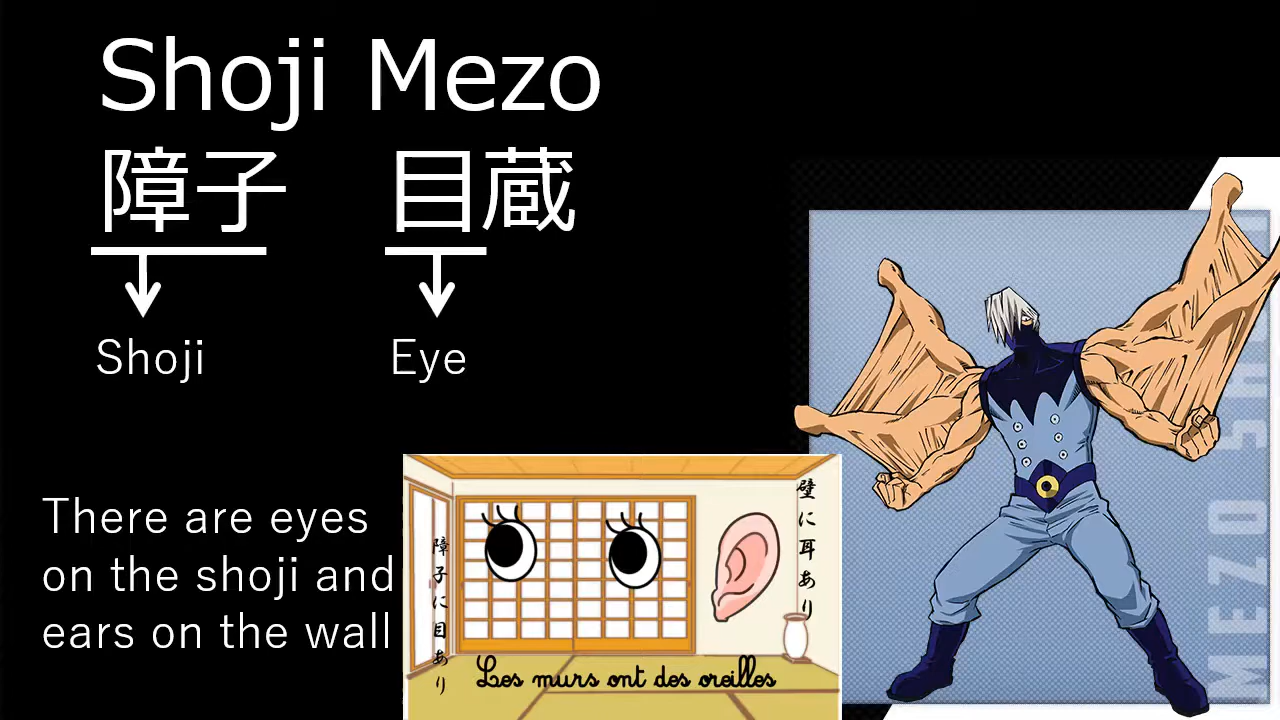 Shoji Mezo
障子 目蔵
Shoji Eye
There are eyes
on the shoji and
ears on the wall
障子に目あり
壁に耳あり
Les murs ont des oreilles
MEZO SH